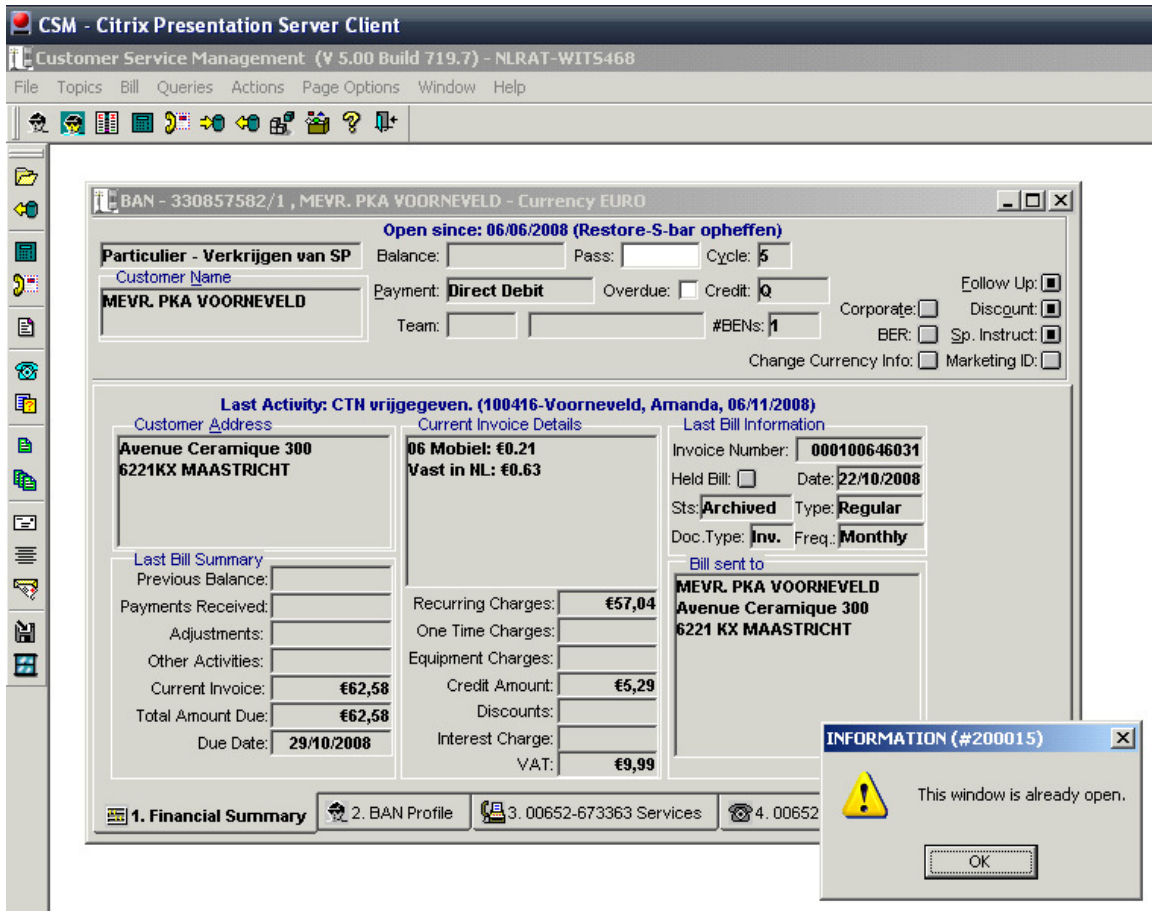 CSM - Citrix Presentation Server Client
Customer Service Management (V 5.00 Build 719.7) - NLRAT-WITS468
File Topics Bill Queries Actions Page Options Window Help
BAN - 330857582/1 , MEVR. PKA VOORNEVELD - Currency EURO
Open since: 06/06/2008 (Restore-S-bar opheffen)
Particulier - Verkrijgen van SP Balance: Pass: Cycle: 5
Customer Name
MEVR. PKA VOORNEVELD
Payment: Direct Debit Overdue: Credit: Q
Follow Up:
Corporate: Discount:
Team: #BENs: 1
BER: Sp. Instruct:
Change Currency Info: Marketing ID:
Last Activity: CTN vrijgegeven. (100416-Voorneveld, Amanda, 06/11/2008)
Customer Address
Avenue Ceramique 300
6221KX MAASTRICHT
Current Invoice Details
06 Mobiel: €0.21
Vast in NL: €0.63
Last Bill Information
Invoice Number: 000100646031
Held Bill: Date: 22/10/2008
Sts: Archived Type: Regular
Doc.Type: Inv. Freq.: Monthly
Last Bill Summary
Previous Balance:
Payments Received:
Adjustments:
Other Activities:
Current Invoice: €62,58
Total Amount Due: €62,58
Due Date: 29/10/2008
Recurring Charges: €57,04
One Time Charges:
Equipment Charges:
Credit Amount: €5,29
Discounts:
Interest Charge:
VAT: €9,99
Bill sent to
MEVR. PKA VOORNEVELD
Avenue Ceramique 300
6221 KX MAASTRICHT
1. Financial Summary 2. BAN Profile 3. 00652-673363 Services 4. 00652
INFORMATION (#200015)
This window is already open.
OK